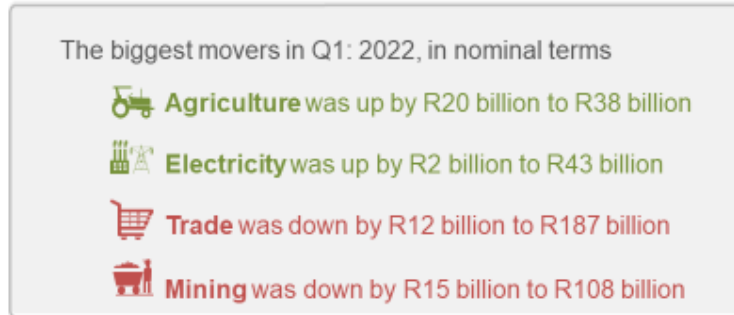 The biggest movers in Q1: 2022, in nominal terms
Agriculture was up by R20 billion to R38 billion
Electricity was up by R2 billion to R43 billion
Trade was down by R12 billion to R187 billion
Mining was down by R15 billion to R108 billion